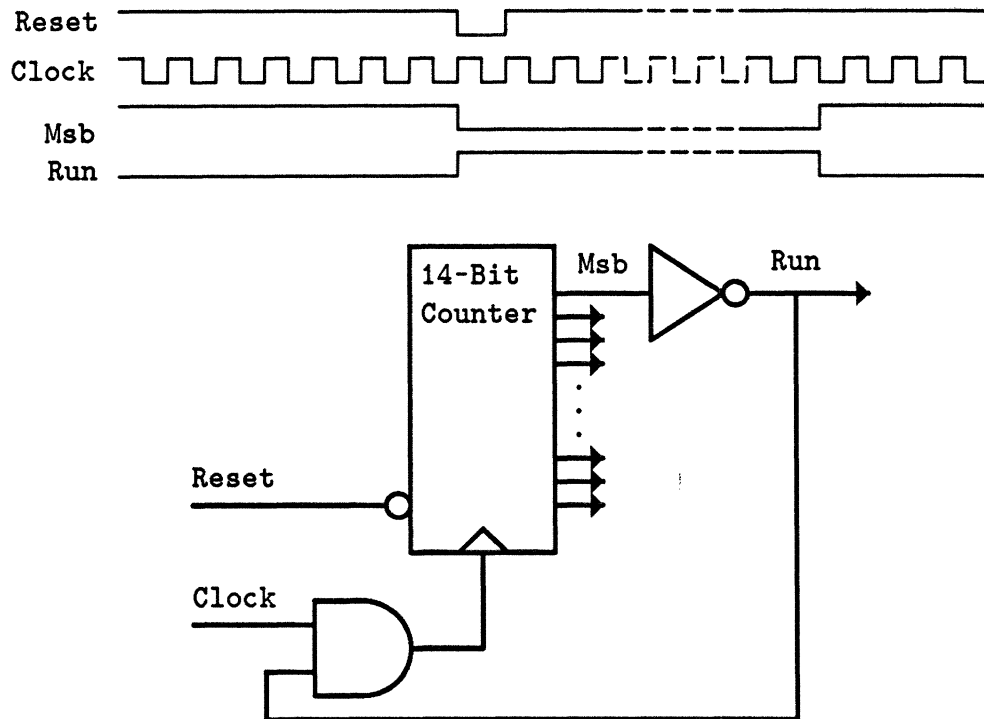 Reset
Clock
Msb
Run
14-Bit
Counter
Msb
Run
Reset
Clock